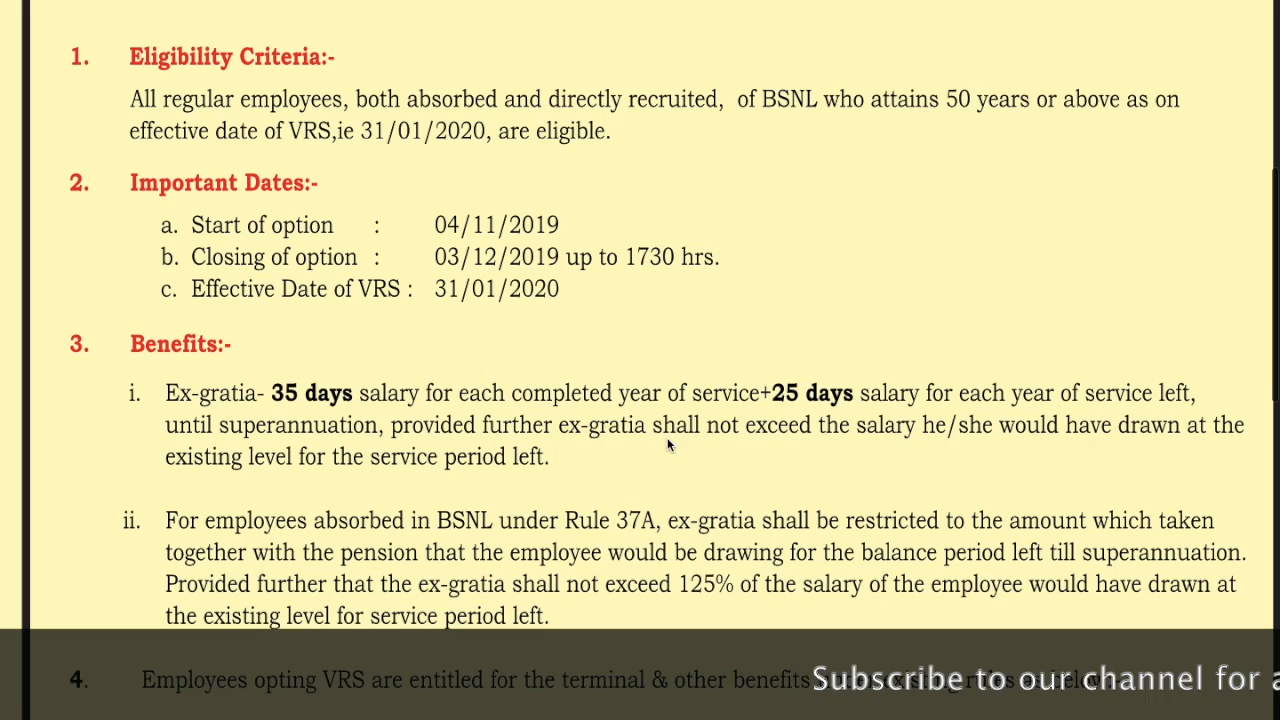 1. Eligibility Criteria:-
All regular employees, both absorbed and directly recruited, of BSNL who attains 50 years or above as on
effective date of VRS,ie 31/01/2020, are eligible.
2. Important Dates:-
a. Start of option : 04/11/2019
b. Closing of option : 03/12/2019 up to 1730 hrs.
c. Effective Date of VRS : 31/01/2020
3. Benefits:-
i. Ex-gratia- 35 days salary for each completed year of service+25 days salary for each year of service left,
until superannuation, provided further ex-gratia shall not exceed the salary he/she would have drawn at the
existing level for the service period left.
ii. For employees absorbed in BSNL under Rule 37A, ex-gratia shall be restricted to the amount which taken
together with the pension that the employee would be drawing for the balance period left till superannuation.
Provided further that the ex-gratia shall not exceed 125% of the salary of the employee would have drawn at
the existing level for service period left.
4. Employees opting VRS are entitled for the terminal & other benefits
Subscribe to our channel for a